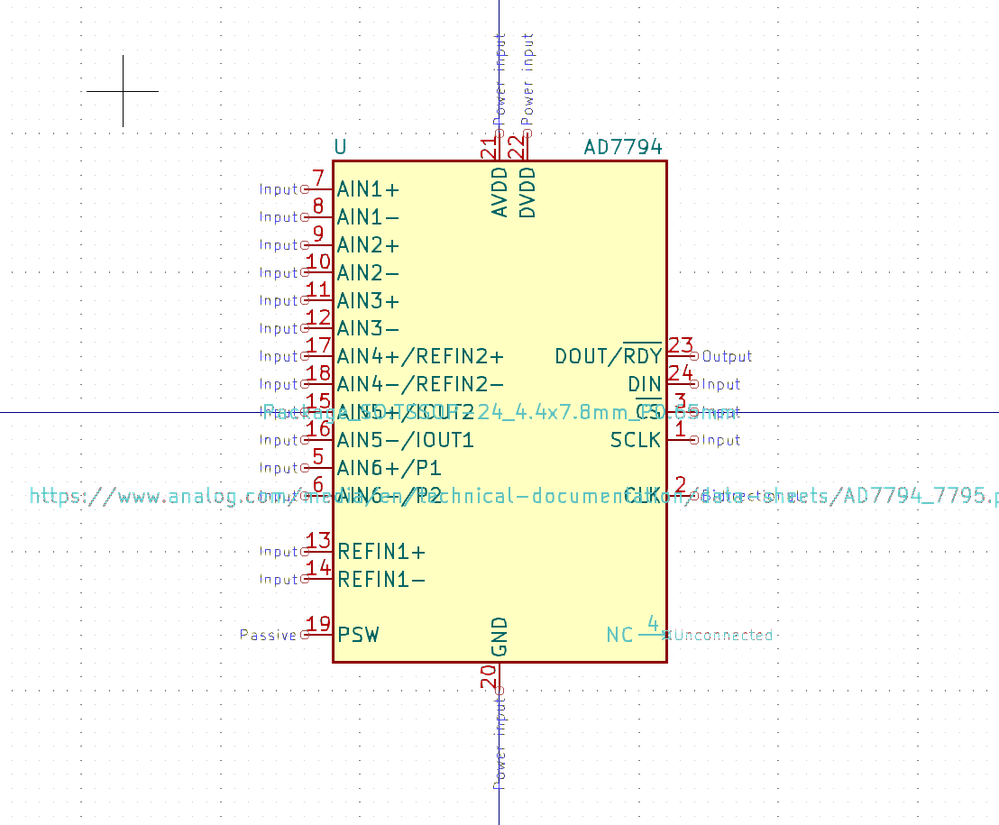 Power input Power input
21 22
U AD7794
AVDD DVDD
Input 7 AIN1+
Input 8 AIN1-
Input 9 AIN2+
Input 10 AIN2-
Input 11 AIN3+
Input 12 AIN3-
Input 17 AIN4+/REFIN2+ DOUT/RDY 23 Output
Input 18 AIN4-/REFIN2- DIN 24 Input
Input 15 AIN5+/IOUT2 CS 3 Input
Package_SO:TSSOP-24_4.4x7.8mm_P0.65mm
Input 16 AIN5-/IOUT1 SCLK 1 Input
Input 5 AIN6+/P1
Input 6 AIN6-/P2 CLK 2 Bidirectional
https://www.analog.com/media/en/technical-documentation/data-sheets/AD7794_7795.p
Input 13 REFIN1+
Input 14 REFIN1-
Passive 19 PSW NC 4 Unconnected
GND
20
Power input